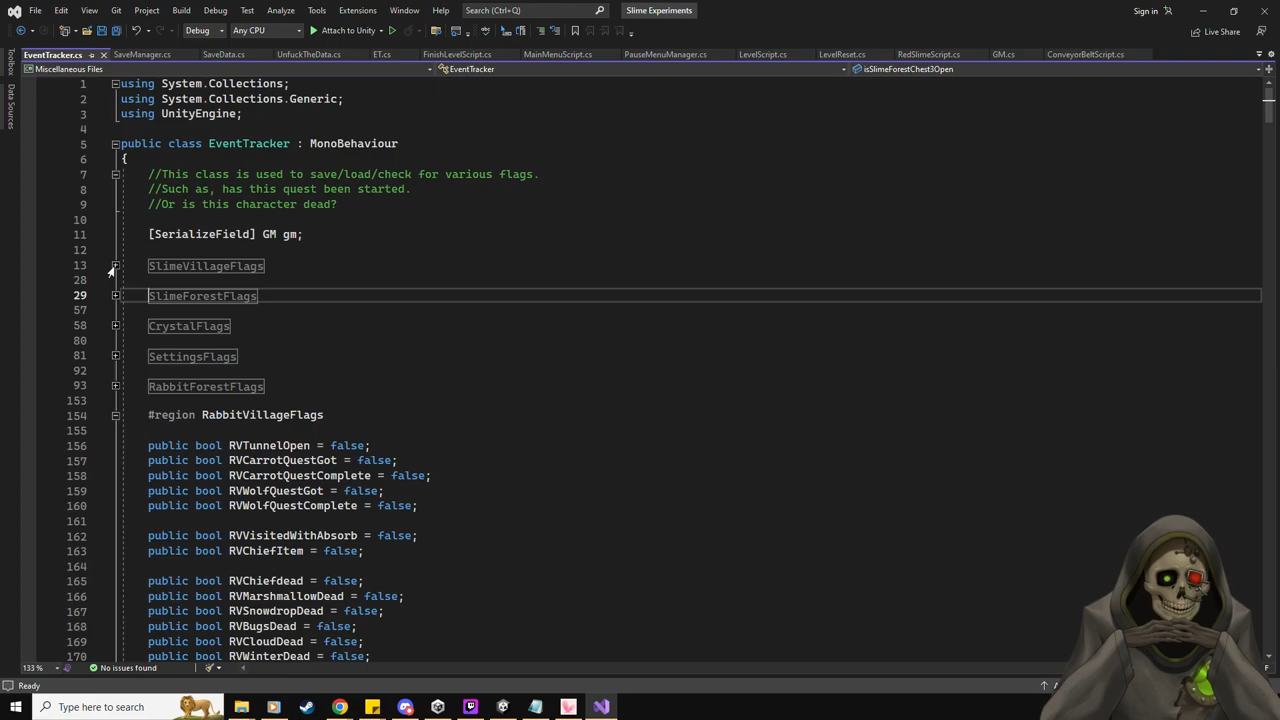 File Edit View Git Project Build Debug Test Analyze Tools Extensions Window Help Search (Ctrl+Q) Slime Experiments Sign in
Debug Any CPU Attach to Unity ET Live Share
EventTracker.cs SaveManager.cs SaveData.cs UnfuckTheData.cs ET.cs FinishLevelScript.cs MainMenuScript.cs PauseMenuManager.cs LevelScript.cs LevelReset.cs RedSlimeScript.cs GM.cs ConveyorBeltScript.cs
Miscellaneous Files EventTracker isSlimeForestChest3Open
Toolbox
Data Sources
1 using System.Collections;
2 using System.Collections.Generic;
3 using UnityEngine;
4
5 public class EventTracker : MonoBehaviour
6 {
7 //This class is used to save/load/check for various flags.
8 //Such as, has this quest been started.
9 //Or is this character dead?
10
11 [SerializeField] GM gm;
12
13 SlimeVillageFlags
28
29 SlimeForestFlags
57
58 CrystalFlags
80
81 SettingsFlags
92
93 RabbitForestFlags
153
154 #region RabbitVillageFlags
155
156 public bool RVTunnelOpen = false;
157 public bool RVCarrotQuestGot = false;
158 public bool RVCarrotQuestComplete = false;
159 public bool RVWolfQuestGot = false;
160 public bool RVWolfQuestComplete = false;
161
162 public bool RVVisitedWithAbsorb = false;
163 public bool RVChiefItem = false;
164
165 public bool RVChiefdead = false;
166 public bool RVMarshmallowDead = false;
167 public bool RVSnowdropDead = false;
168 public bool RVBugsDead = false;
169 public bool RVCloudDead = false;
170 public bool RVWinterDead = false;
133 % No issues found
Ready
Type here to search